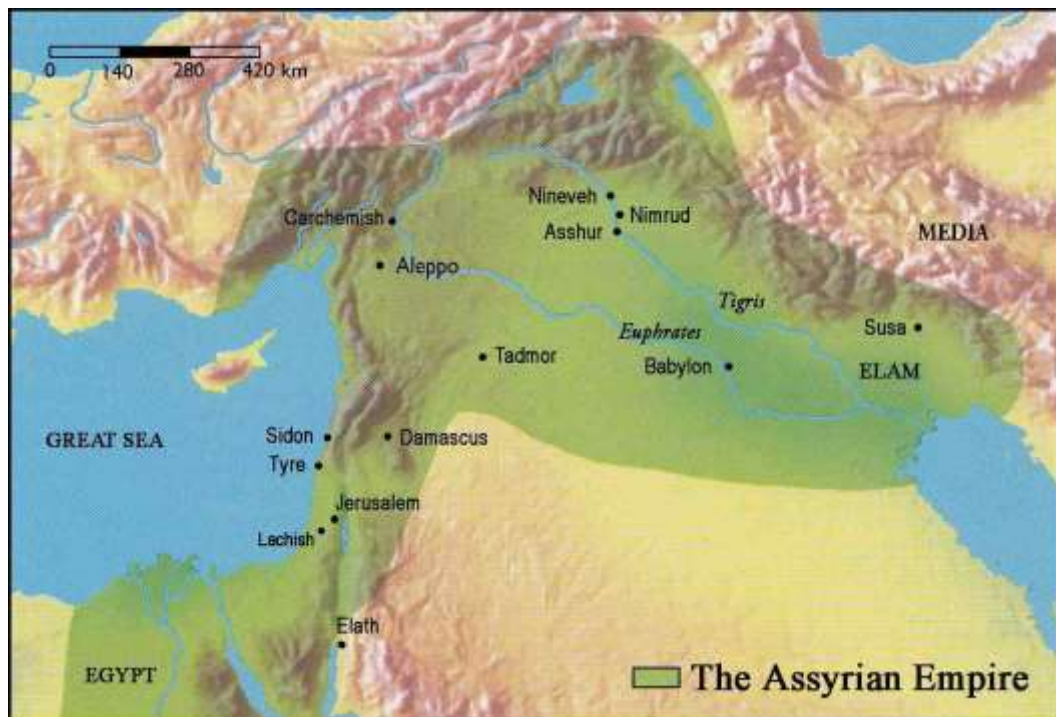 0 140 280 420 km
Nineveh
Carchemish
Nimrud
Asshur
MEDIA
Aleppo
Tigris
Euphrates
Susa
Tadmor
Babylon
ELAM
GREAT SEA
Sidon
Damascus
Tyre
Jerusalem
Lachish
Elath
EGYPT
The Assyrian Empire